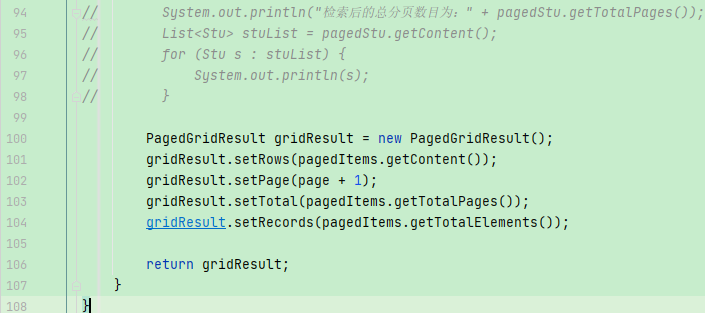 94 //        System.out.println("检索后的总分页数目为：" + pagedStu.getTotalPages());
95 //        List<Stu> stuList = pagedStu.getContent();
96 //        for (Stu s : stuList) {
97 //            System.out.println(s);
98 //        }
99
100         PagedGridResult gridResult = new PagedGridResult();
101         gridResult.setRows(pagedItems.getContent());
102         gridResult.setPage(page + 1);
103         gridResult.setTotal(pagedItems.getTotalPages());
104         gridResult.setRecords(pagedItems.getTotalElements());
105
106         return gridResult;
107     }
108 }